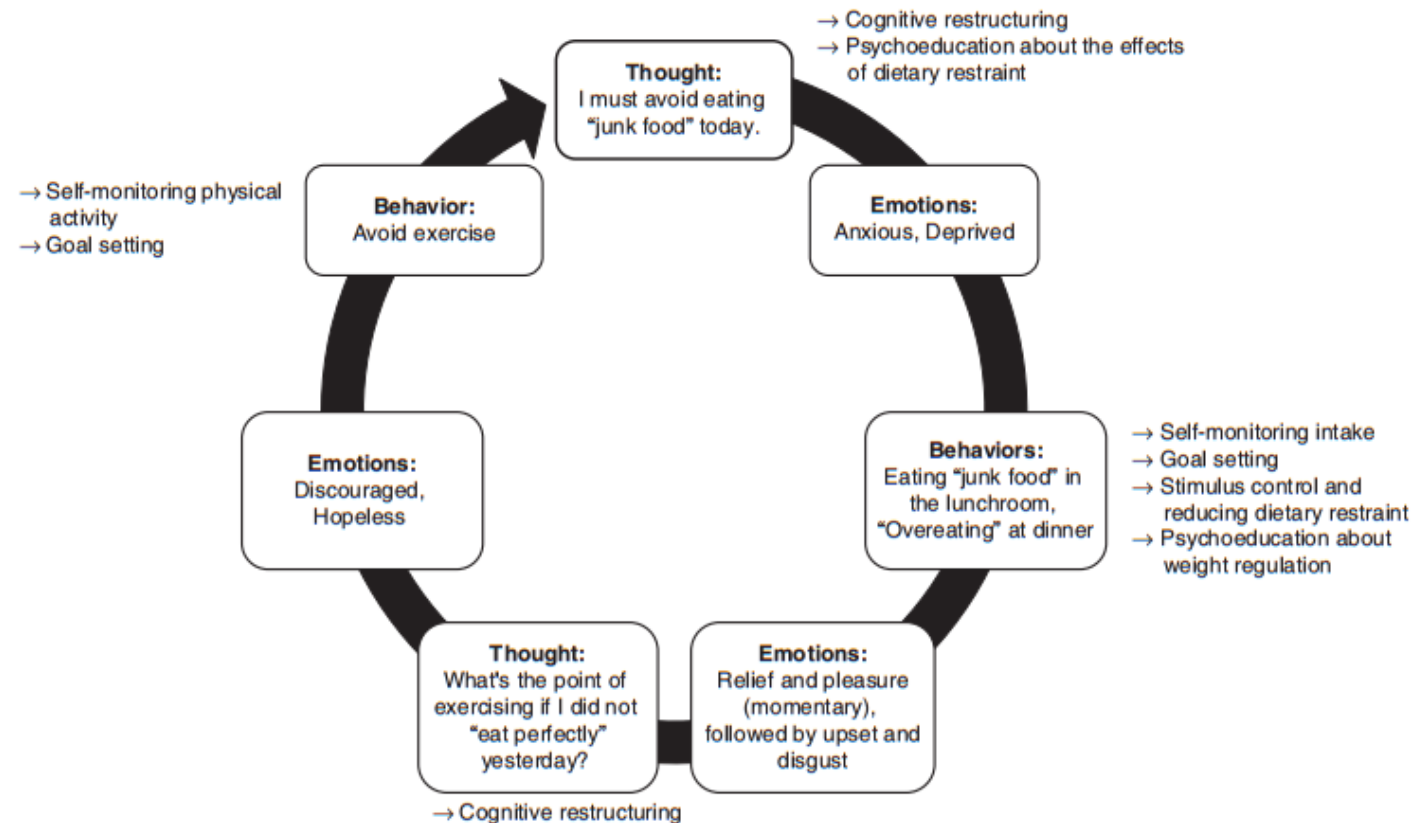 Thought:
I must avoid eating
“junk food” today.
→ Cognitive restructuring
→ Psychoeducation about the effects
of dietary restraint
Emotions:
Anxious, Deprived
Behaviors:
Eating “junk food” in
the lunchroom,
“Overeating” at dinner
→ Self-monitoring intake
→ Goal setting
→ Stimulus control and
reducing dietary restraint
→ Psychoeducation about
weight regulation
Emotions:
Relief and pleasure
(momentary),
followed by upset and
disgust
Thought:
What's the point of
exercising if I did not
“eat perfectly”
yesterday?
→ Cognitive restructuring
Emotions:
Discouraged,
Hopeless
Behavior:
Avoid exercise
→ Self-monitoring physical
activity
→ Goal setting